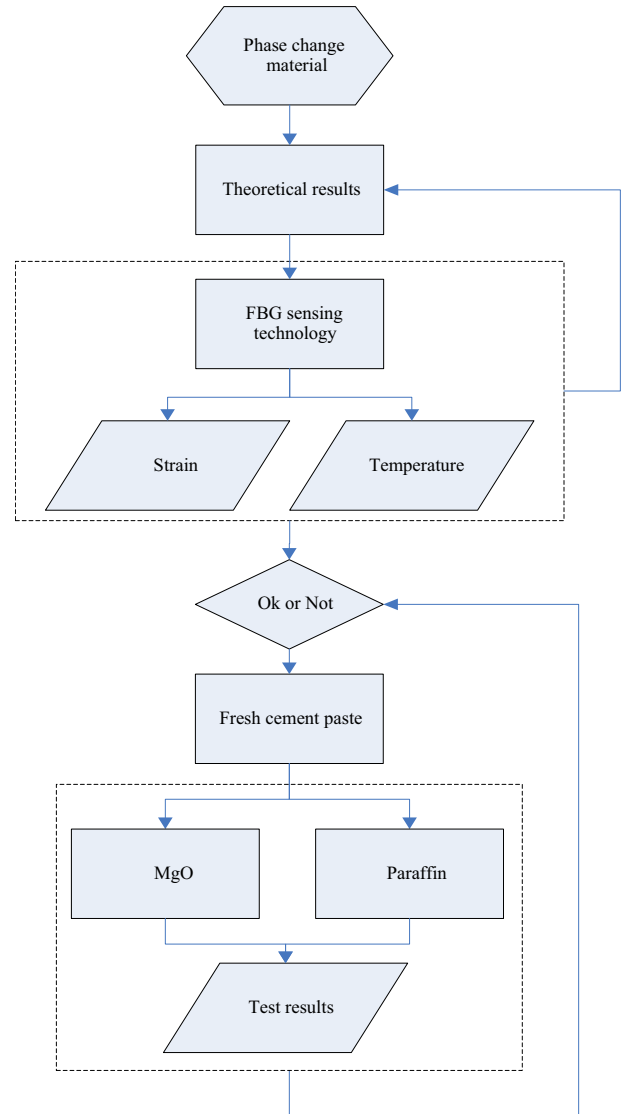 Phase change
material
Theoretical results
FBG sensing
technology
Strain
Temperature
Ok or Not
Fresh cement paste
MgO
Paraffin
Test results